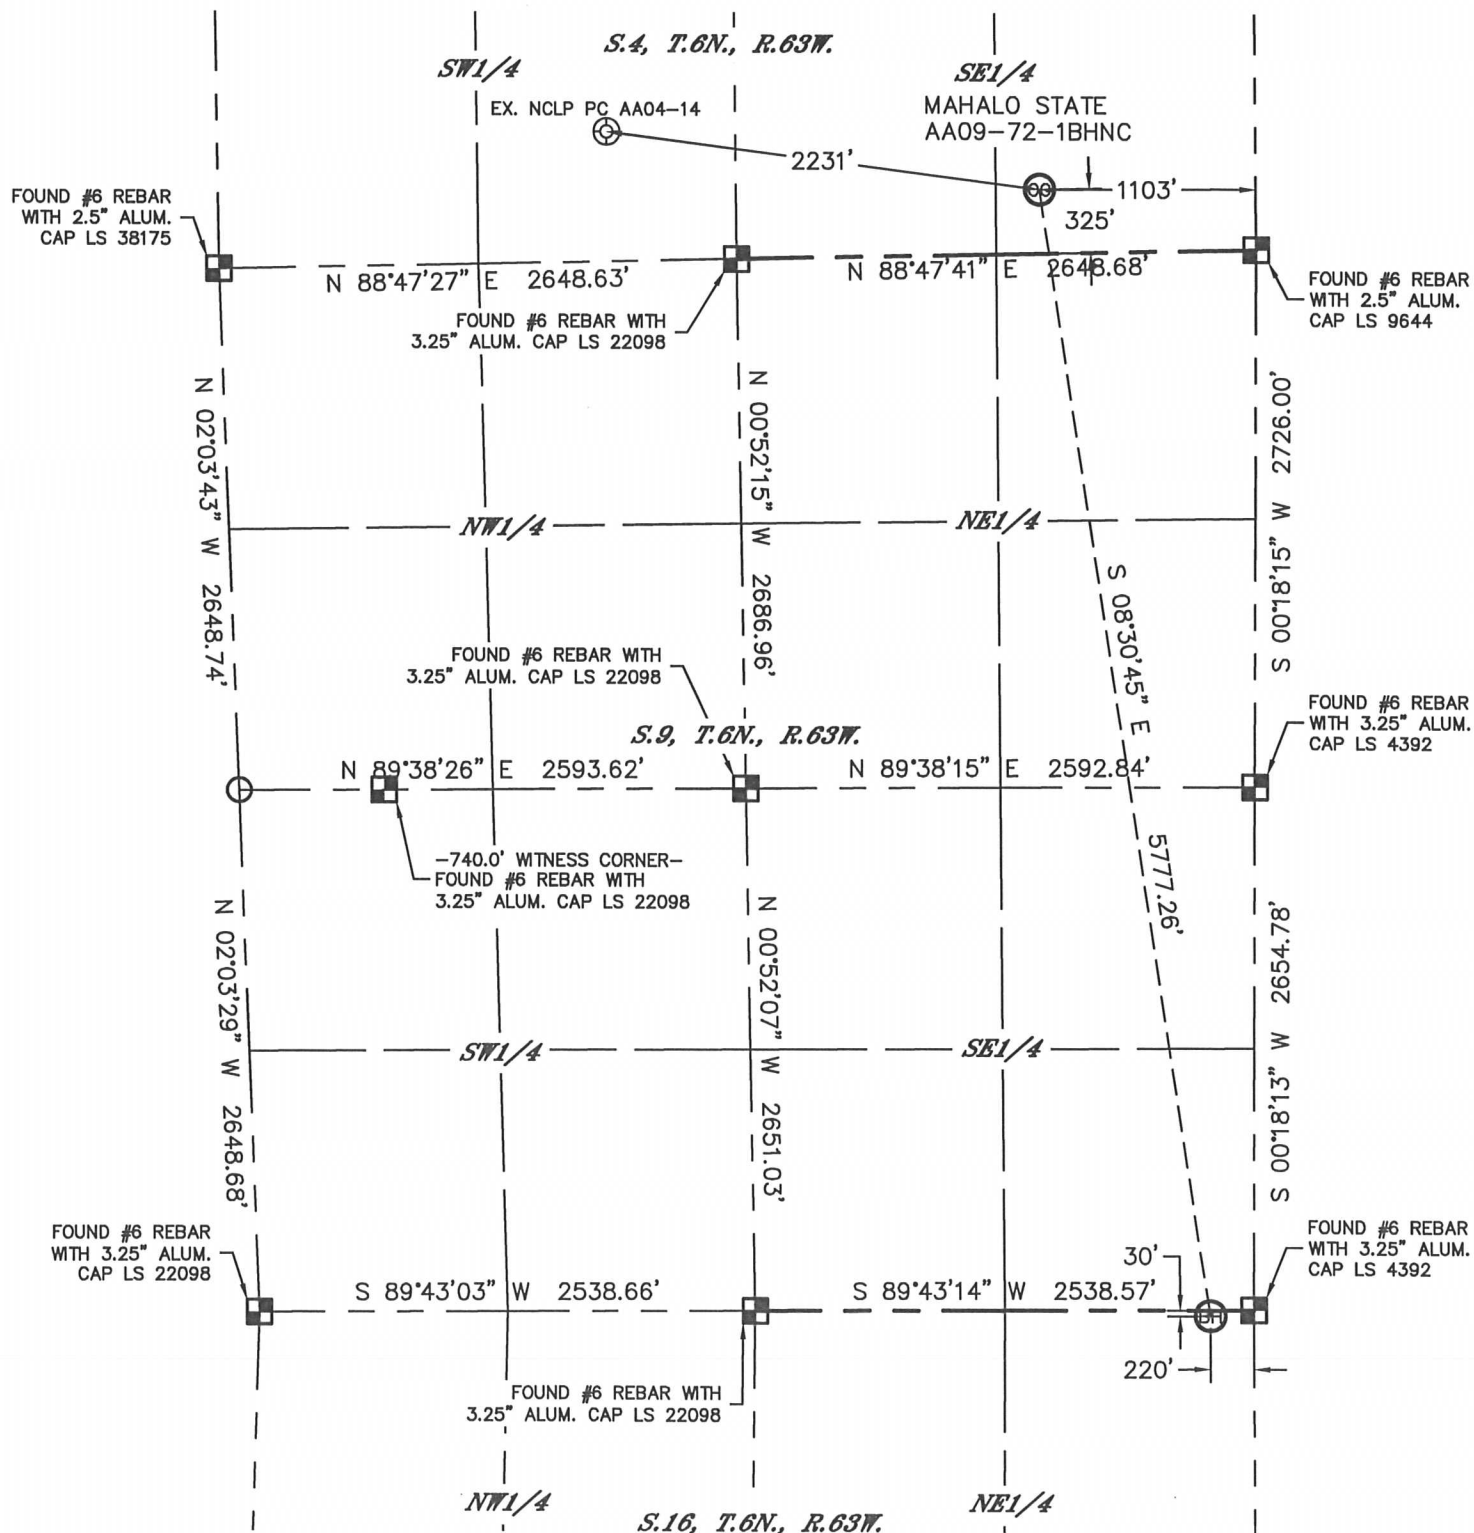 S.4, T.6N., R.63W.
SW1/4
SE1/4
EX. NCLP PC AA04-14
MAHALO STATE
AA09-72-1BHNC
2231'
1103'
325'
FOUND #6 REBAR
WITH 2.5" ALUM.
CAP LS 38175
N 88°47'27" E 2648.63'
N 88°47'41" E 2648.68'
FOUND #6 REBAR
WITH 2.5" ALUM.
CAP LS 9644
FOUND #6 REBAR WITH
3.25" ALUM. CAP LS 22098
N 02°03'43" W 2648.74'
N 00°52'15" W 2686.96'
S 00°18'15" W 2726.00'
NW1/4
NE1/4
S 08°30'45" E 5777.26'
FOUND #6 REBAR WITH
3.25" ALUM. CAP LS 22098
S.9, T.6N., R.63W.
FOUND #6 REBAR
WITH 3.25" ALUM.
CAP LS 4392
N 89°38'26" E 2593.62'
N 89°38'15" E 2592.84'
-740.0' WITNESS CORNER-
FOUND #6 REBAR WITH
3.25" ALUM. CAP LS 22098
N 02°03'29" W 2648.68'
N 00°52'07" W 2651.03'
S 00°18'13" W 2654.78'
SW1/4
SE1/4
FOUND #6 REBAR
WITH 3.25" ALUM.
CAP LS 22098
S 89°43'03" W 2538.66'
S 89°43'14" W 2538.57'
30'
BH
220'
FOUND #6 REBAR
WITH 3.25" ALUM.
CAP LS 4392
FOUND #6 REBAR WITH
3.25" ALUM. CAP LS 22098
NW1/4
NE1/4
S.16, T.6N., R.63W.